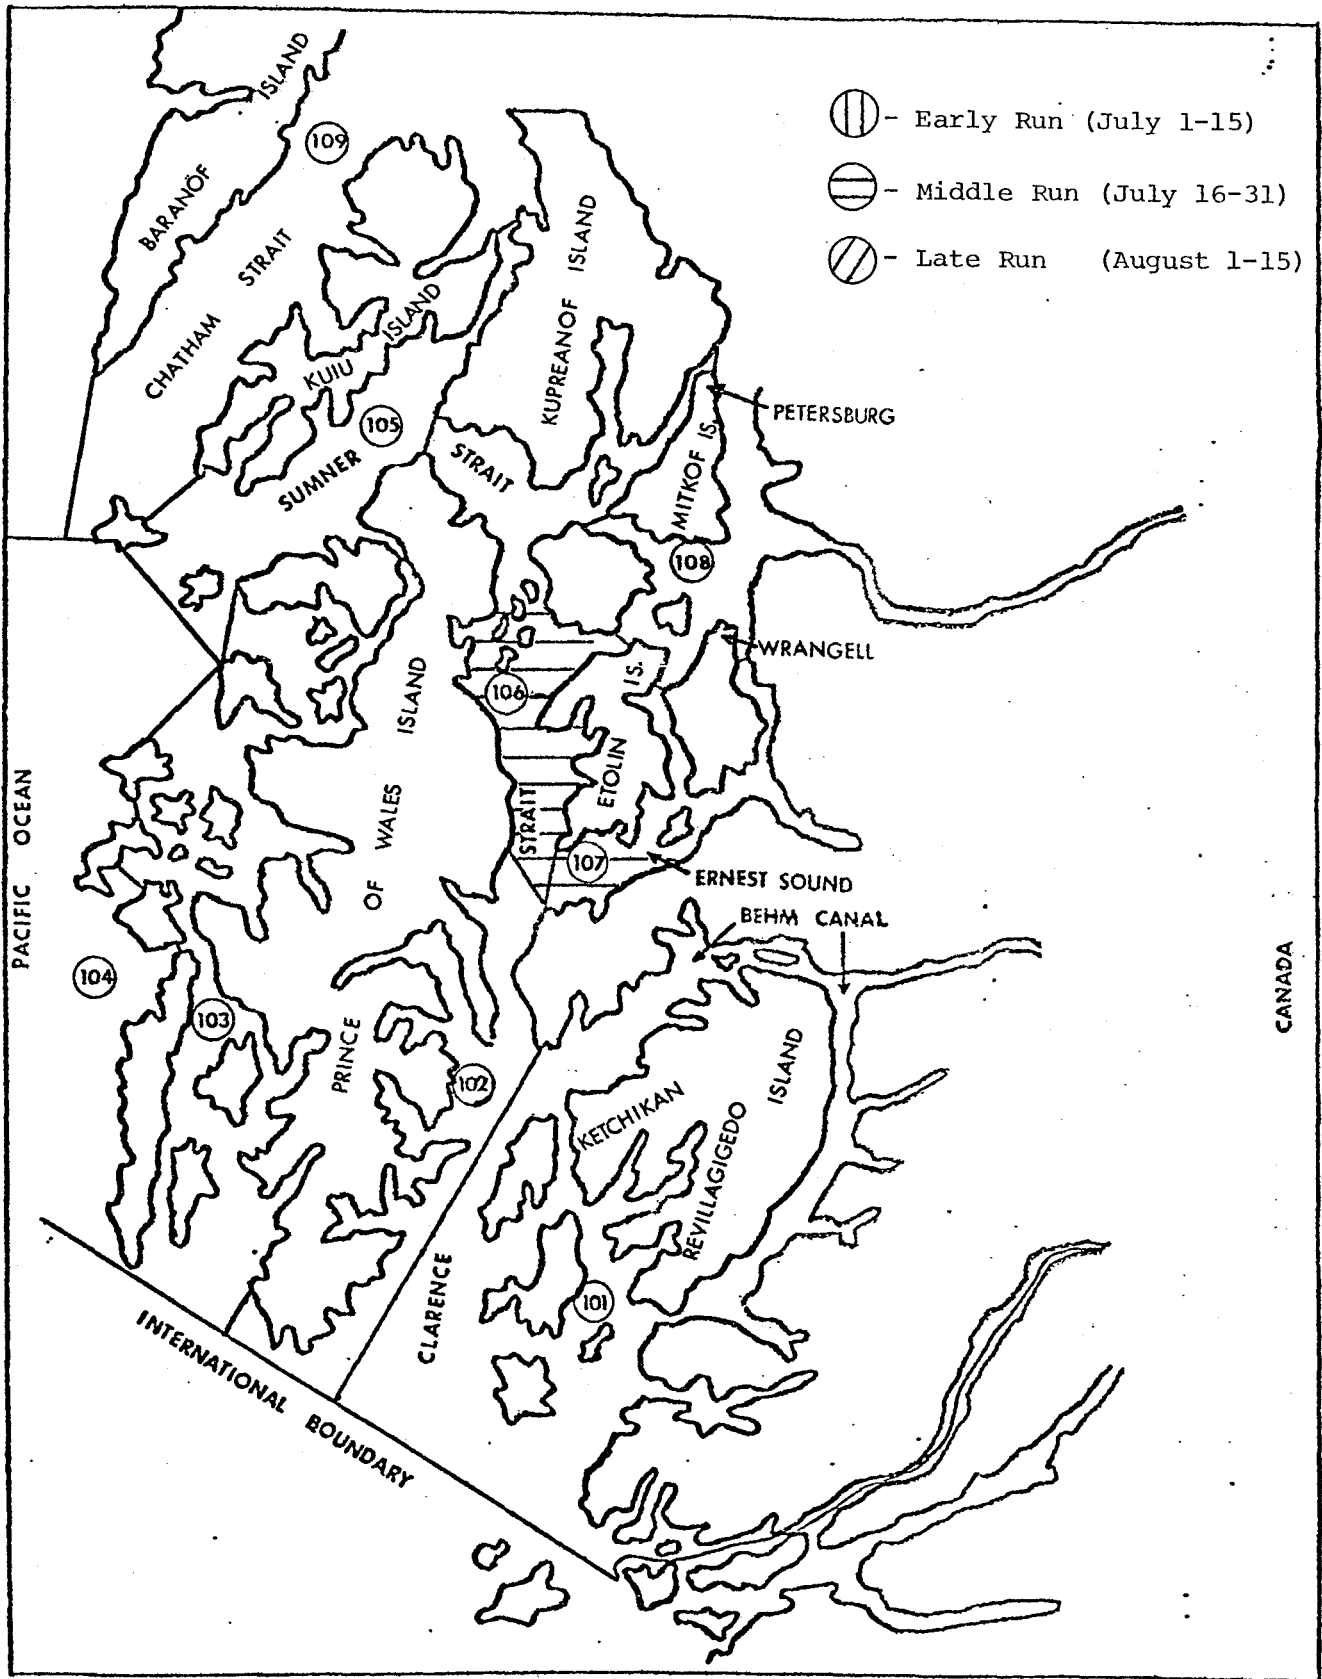 ISLAND
109
BARANOF
CHATHAM STRAIT
KUIU ISLAND
105
SUMNER STRAIT
KUPREANOF ISLAND
MITKOF IS.
PETERSBURG
108
WRANGELL
- Early Run (July 1-15)
- Middle Run (July 16-31)
- Late Run (August 1-15)
106
ETOLIN IS.
STRAIT
107
ERNEST SOUND
BEHM CANAL
PACIFIC OCEAN
PRINCE OF WALES ISLAND
104
103
102
KETCHIKAN
REVILLAGIGEDO ISLAND
CANADA
101
CLARENCE
INTERNATIONAL BOUNDARY